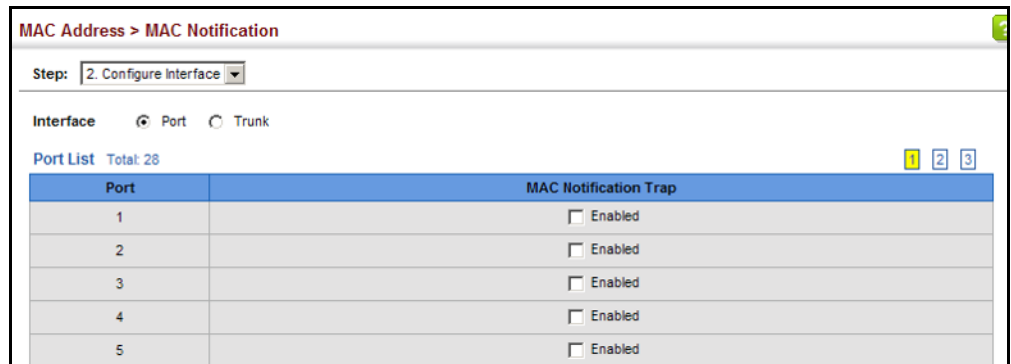 MAC Address > MAC Notification
?
Step: 2. Configure Interface
Interface Port Trunk
Port List Total: 28 1 2 3
Port MAC Notification Trap
1 Enabled
2 Enabled
3 Enabled
4 Enabled
5 Enabled